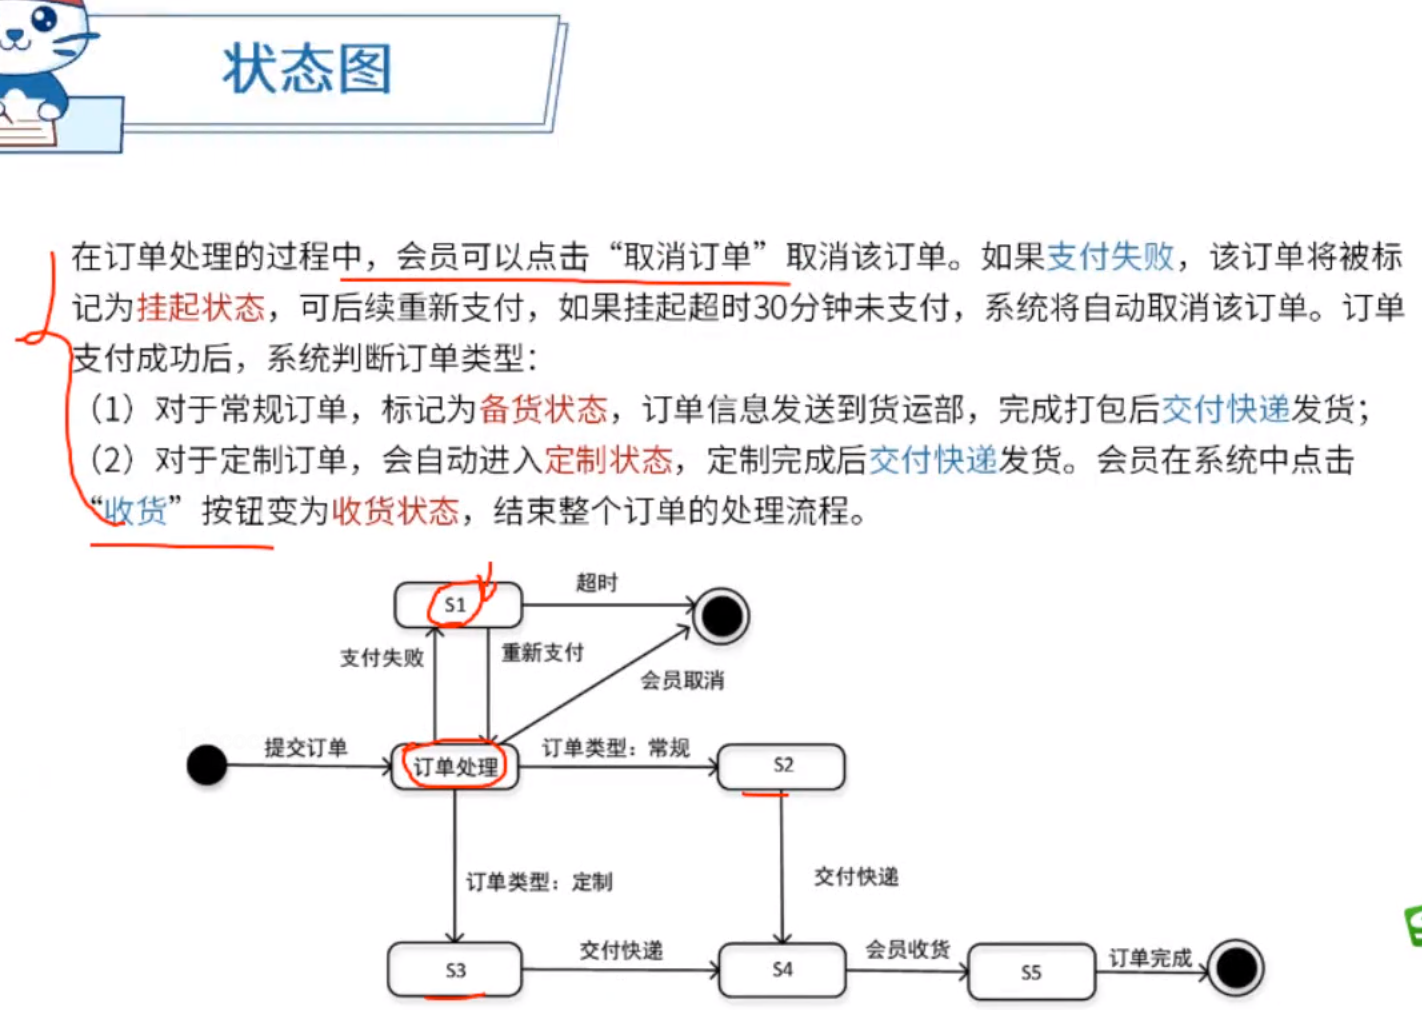 状态图
在订单处理的过程中，会员可以点击“取消订单”取消该订单。如果支付失败，该订单将被标
记为挂起状态，可后续重新支付，如果挂起超时30分钟未支付，系统将自动取消该订单。订单
支付成功后，系统判断订单类型：
（1）对于常规订单，标记为备货状态，订单信息发送到货运部，完成打包后交付快递发货；
（2）对于定制订单，会自动进入定制状态，定制完成后交付快递发货。会员在系统中点击
“收货”按钮变为收货状态，结束整个订单的处理流程。
S1
超时
支付失败
重新支付
会员取消
提交订单
订单处理
订单类型：常规
S2
订单类型：定制
交付快递
S3
交付快递
S4
会员收货
S5
订单完成